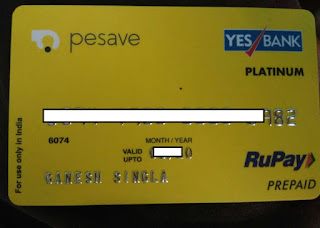 pesave
YES BANK
PLATINUM
For use only in India
6074
MONTH / YEAR
VALID
UPTO
GANESH SINGLA
RuPay
PREPAID